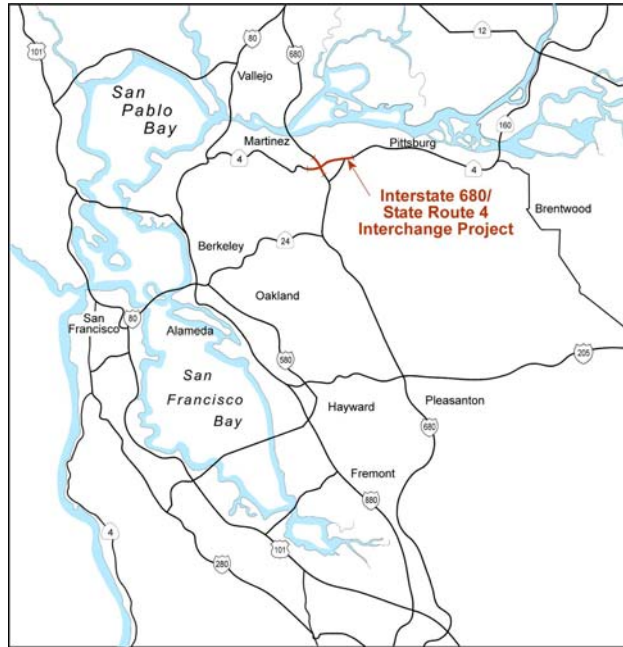 101
80
680
12
Vallejo
San
Pablo
Bay
160
Martinez
Pittsburg
4
4
Interstate 680/
State Route 4
Interchange Project
Brentwood
Berkeley
24
Oakland
San
Francisco
80
Alameda
580
205
San
Francisco
Bay
Hayward
Pleasanton
680
Fremont
880
4
101
280